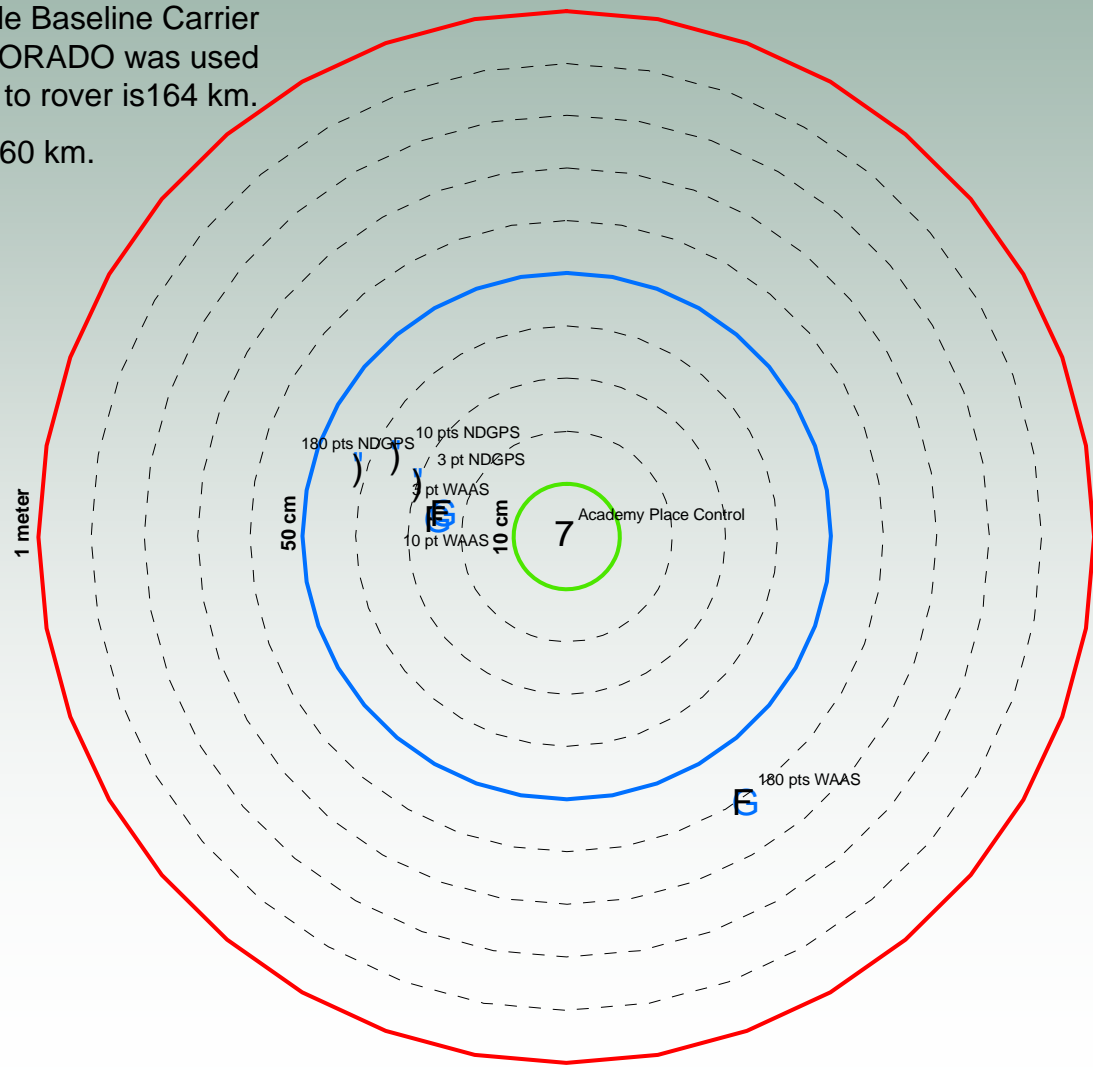 le Baseline Carrier
ORADO was used
to rover is164 km.
60 km.
180 pts NDGPS
10 pts NDGPS
3 pt NDGPS
3 pt WAAS
10 pt WAAS
1 meter
50 cm
10 cm
7
Academy Place Control
180 pts WAAS
F
G